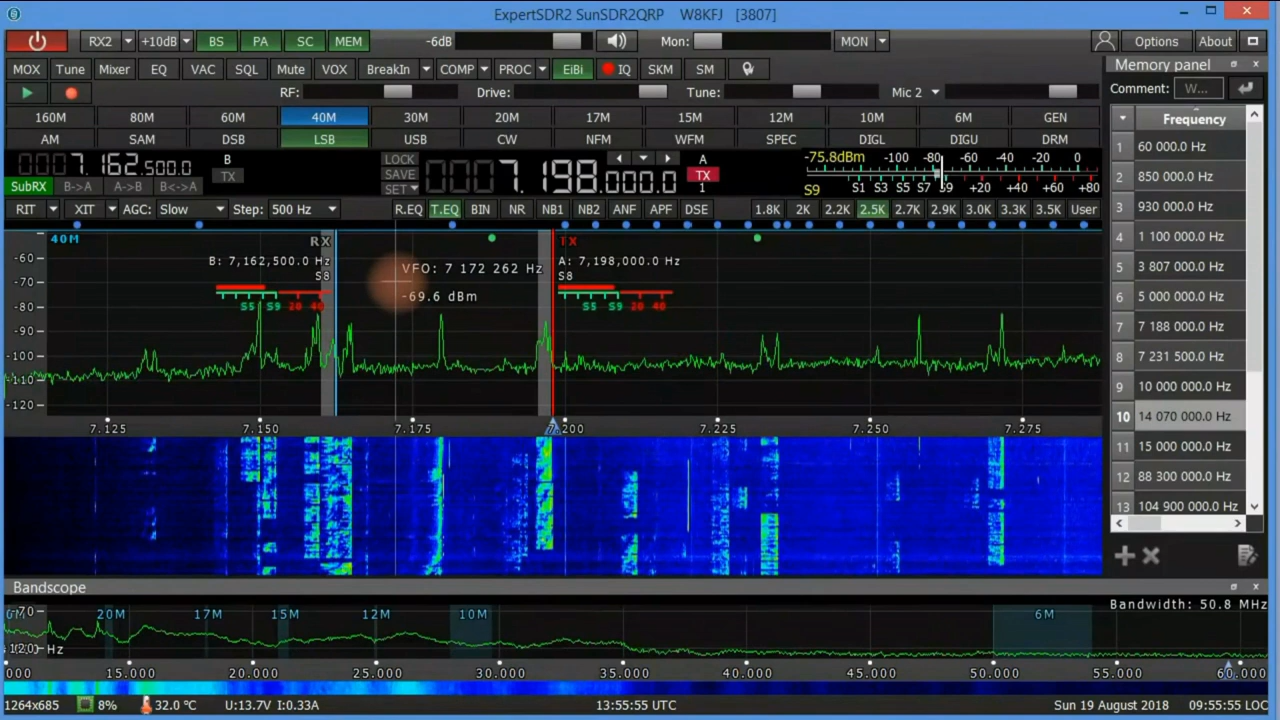 ExpertSDR2 SunSDR2QRP W8KFJ [3807]
RX2 +10dB BS PA SC MEM -6dB Mon: MON Options About
MOX Tune Mixer EQ VAC SQL Mute VOX BreakIn COMP PROC EiBi IQ SKM SM
Memory panel
RF: Drive: Tune: Mic 2
Comment: W...
160M 80M 60M 40M 30M 20M 17M 15M 12M 10M 6M GEN
AM SAM DSB LSB USB CW NFM WFM SPEC DIGL DIGU DRM
0007.162.500.0 B TX
SubRX B->A A->B B<->A
LOCK
SAVE
SET
0007.198.000.0 A TX 1
-75.8dBm -100 -80 -60 -40 -20 0
S9 S1 S3 S5 S7 S9 +20 +40 +60 +80
RIT XIT AGC: Slow Step: 500 Hz R.EQ T.EQ BIN NR NB1 NB2 ANF APF DSE 1.8K 2K 2.2K 2.5K 2.7K 2.9K 3.0K 3.3K 3.5K User
40M RX TX
B: 7,162,500.0 Hz
S8
S5 S9 20 40
VFO: 7 172 262 Hz
-69.6 dBm
A: 7,198,000.0 Hz
S8
S5 S9 20 40
-60
-70
-80
-90
-100
-110
-120
7.125 7.150 7.175 7.200 7.225 7.250 7.275
Frequency
1 60 000.0 Hz
2 850 000.0 Hz
3 930 000.0 Hz
4 1 100 000.0 Hz
5 3 807 000.0 Hz
6 5 000 000.0 Hz
7 7 188 000.0 Hz
8 7 231 500.0 Hz
9 10 000 000.0 Hz
10 14 070 000.0 Hz
11 15 000 000.0 Hz
12 88 300 000.0 Hz
13 104 900 000.0 Hz
Bandscope
Bandwidth: 50.8 MHz
-70 20M 17M 15M 12M 10M 6M
Hz
000 15.000 20.000 25.000 30.000 35.000 40.000 45.000 50.000 55.000 60.000
1264x685 8% 32.0 °C U:13.7V I:0.33A 13:55:55 UTC Sun 19 August 2018 09:55:55 LOC